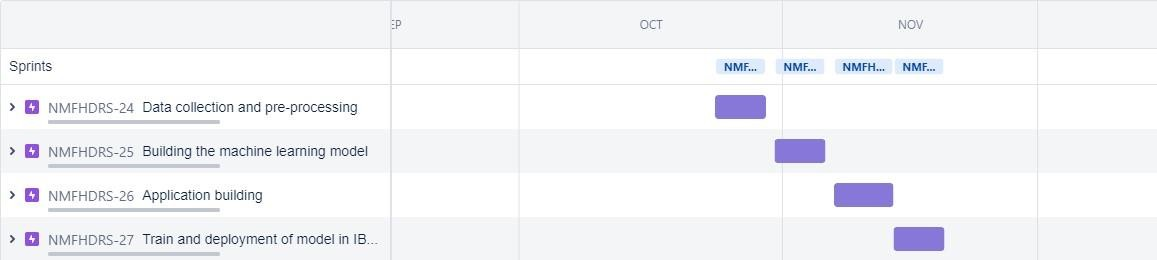 EP OCT NOV
Sprints NMF... NMF... NMFH... NMF...
NMFHDRS-24 Data collection and pre-processing
NMFHDRS-25 Building the machine learning model
NMFHDRS-26 Application building
NMFHDRS-27 Train and deployment of model in IB...